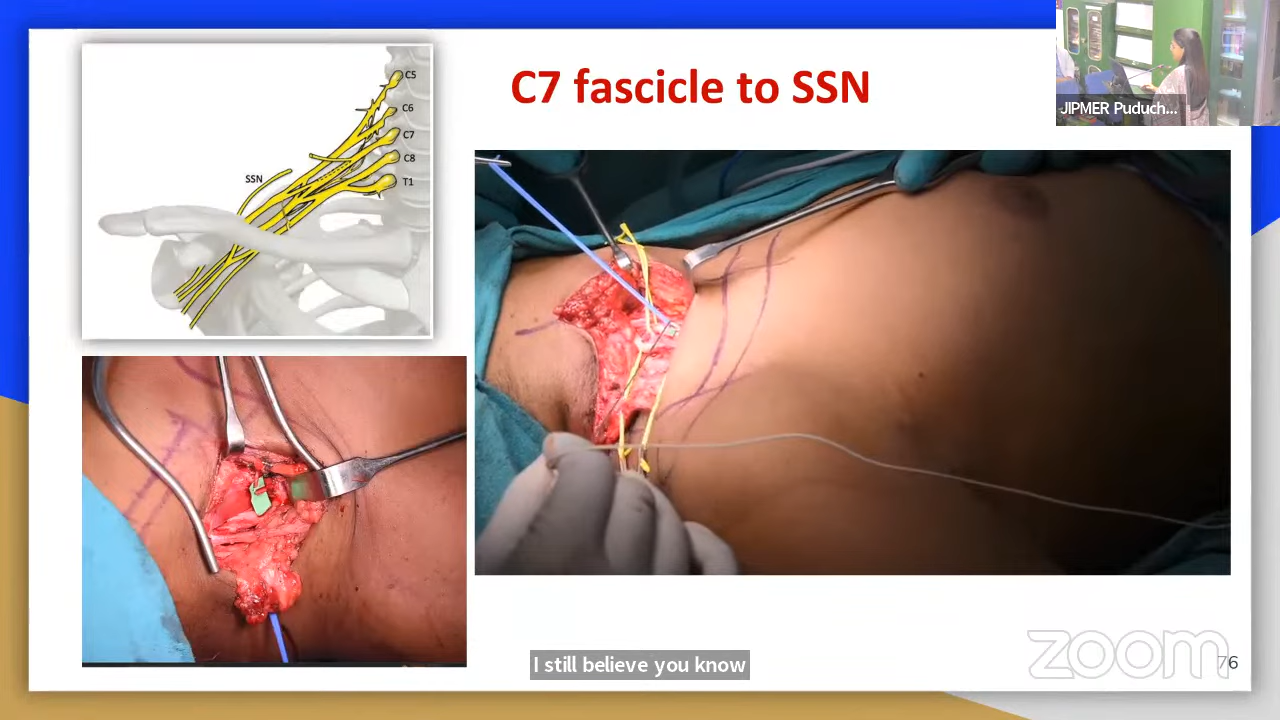 C7 fascicle to SSN
JIPMER Puduch...
C5
C6
C7
C8
T1
SSN
I still believe you know
zoom
76